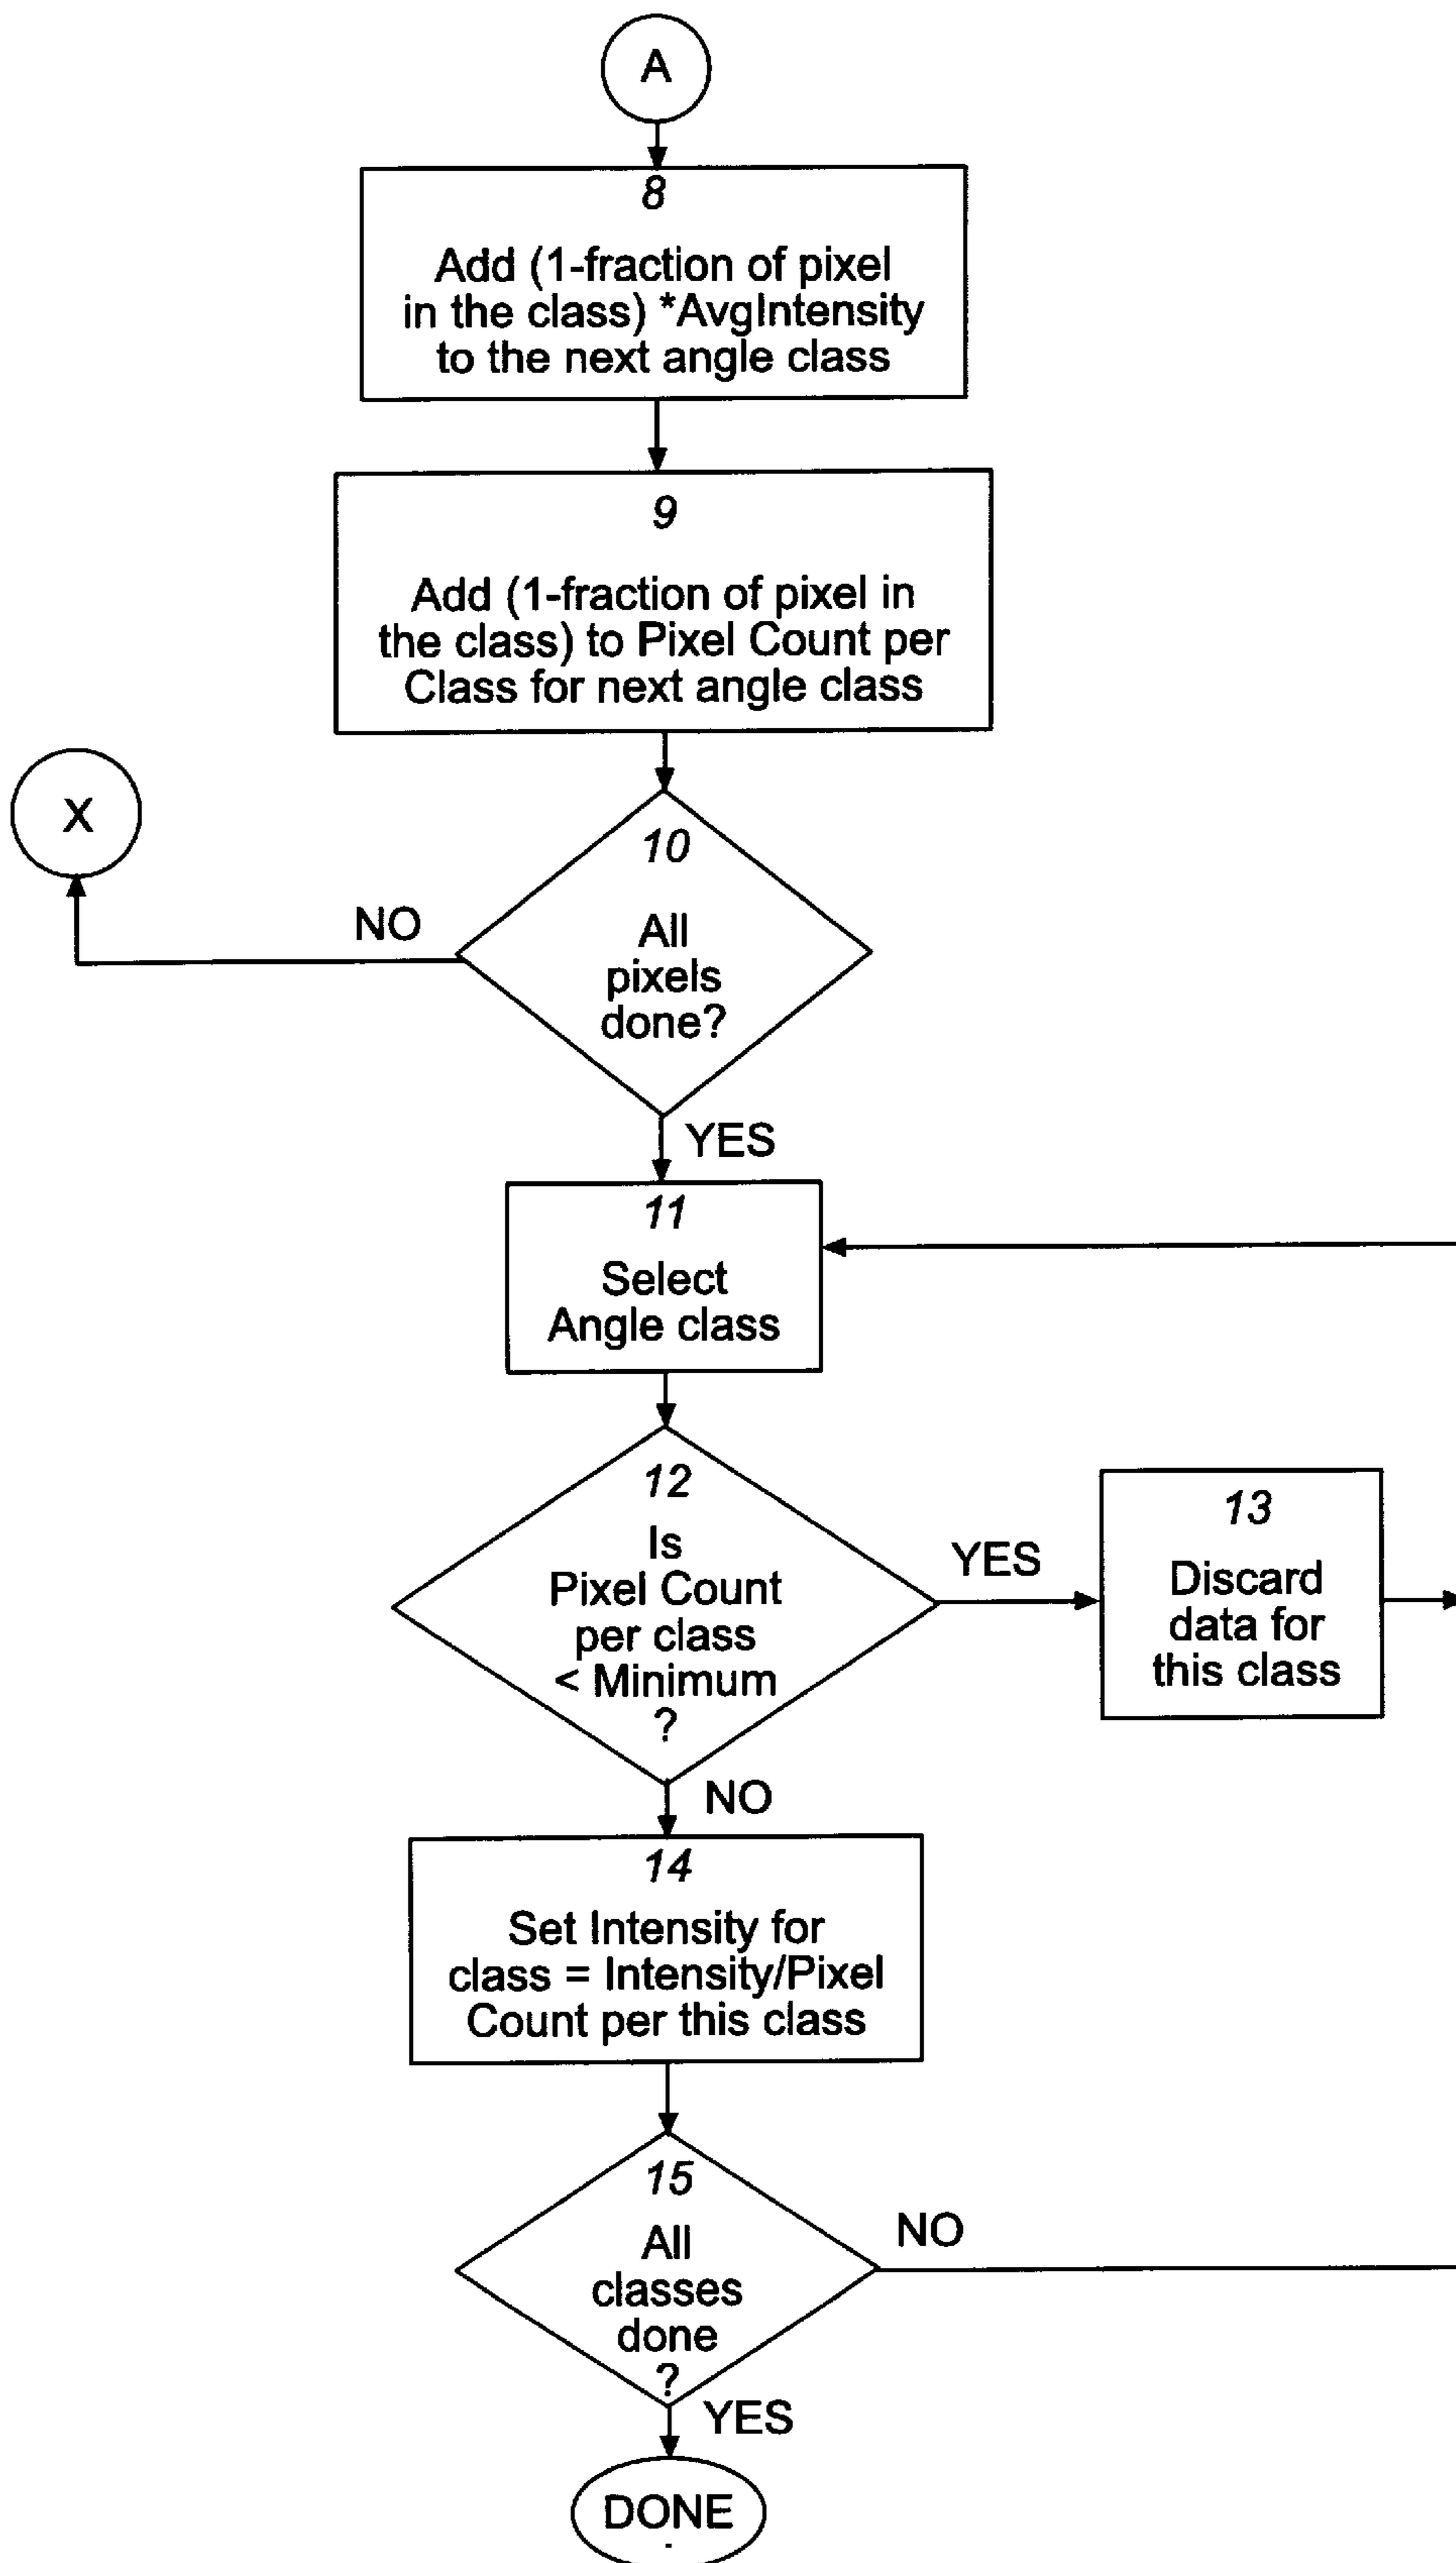 A
8
Add (1-fraction of pixel
in the class) *AvgIntensity
to the next angle class
9
Add (1-fraction of pixel in
the class) to Pixel Count per
Class for next angle class
X
10
All
pixels
done?
NO
YES
11
Select
Angle class
12
Is
Pixel Count
per class
< Minimum
?
YES
13
Discard
data for
this class
NO
14
Set Intensity for
class = Intensity/Pixel
Count per this class
15
All
classes
done
?
NO
YES
DONE